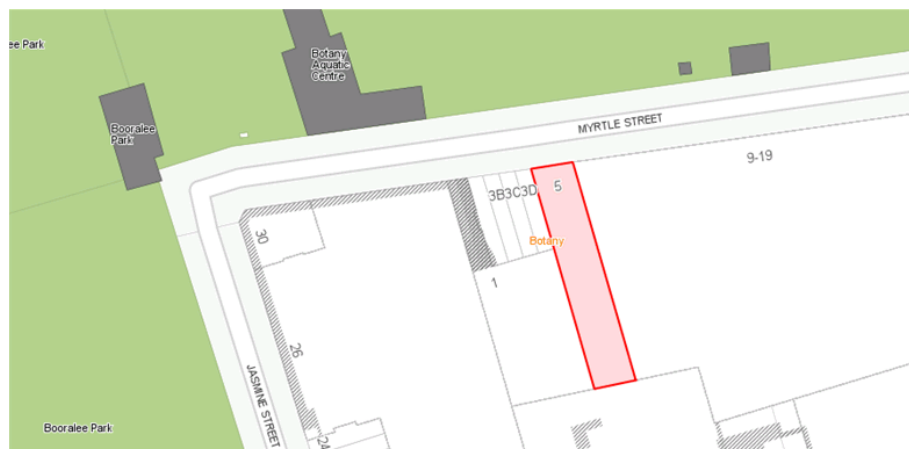 ee Park
Botany
Aquatic
Centre
Booralee
Park
MYRTLE STREET
9-19
3B3C3D
5
30
Botany
1
26
JASMINE STREET
Booralee Park
24